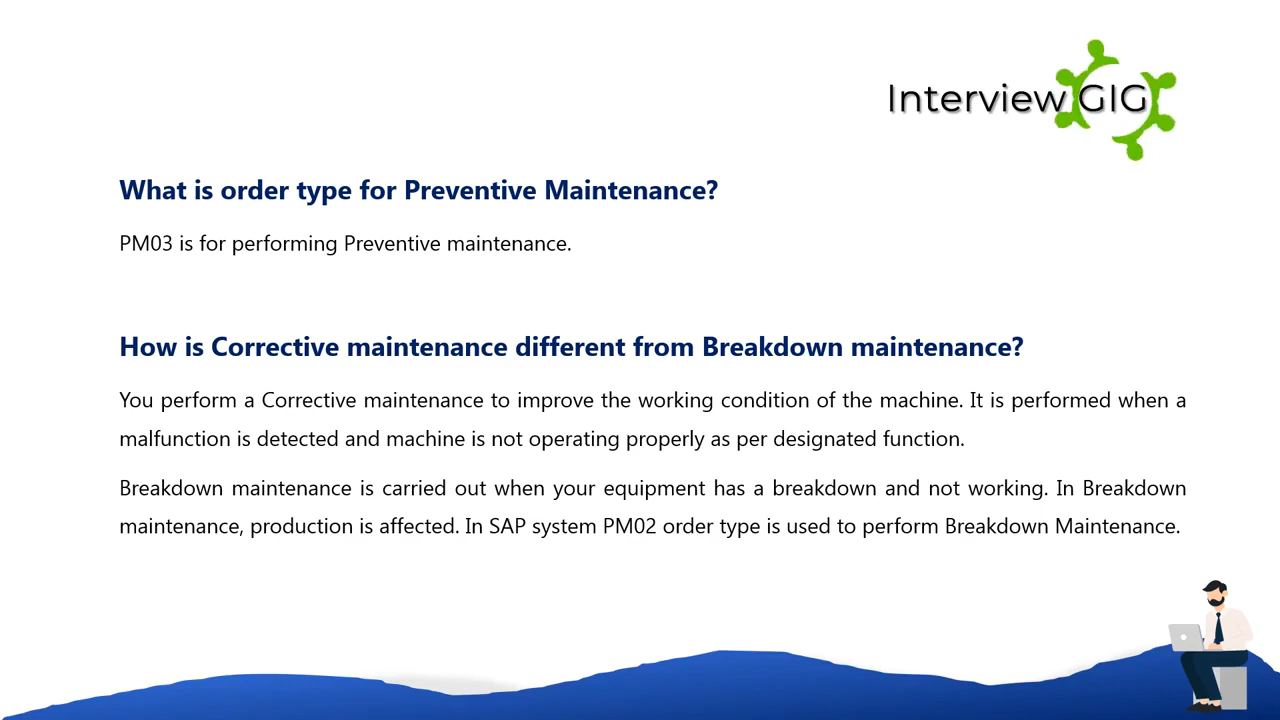 Interview GIG
What is order type for Preventive Maintenance?
PM03 is for performing Preventive maintenance.
How is Corrective maintenance different from Breakdown maintenance?
You perform a Corrective maintenance to improve the working condition of the machine. It is performed when a
malfunction is detected and machine is not operating properly as per designated function.
Breakdown maintenance is carried out when your equipment has a breakdown and not working. In Breakdown
maintenance, production is affected. In SAP system PM02 order type is used to perform Breakdown Maintenance.